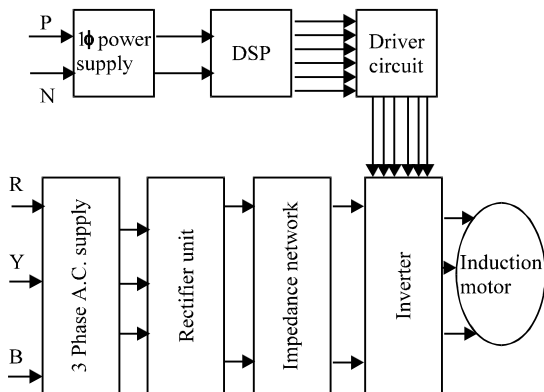 P
N
1ϕ power
supply
DSP
Driver
circuit
R
Y
B
3 Phase A.C. supply
Rectifier unit
Impedance network
Inverter
Induction
motor